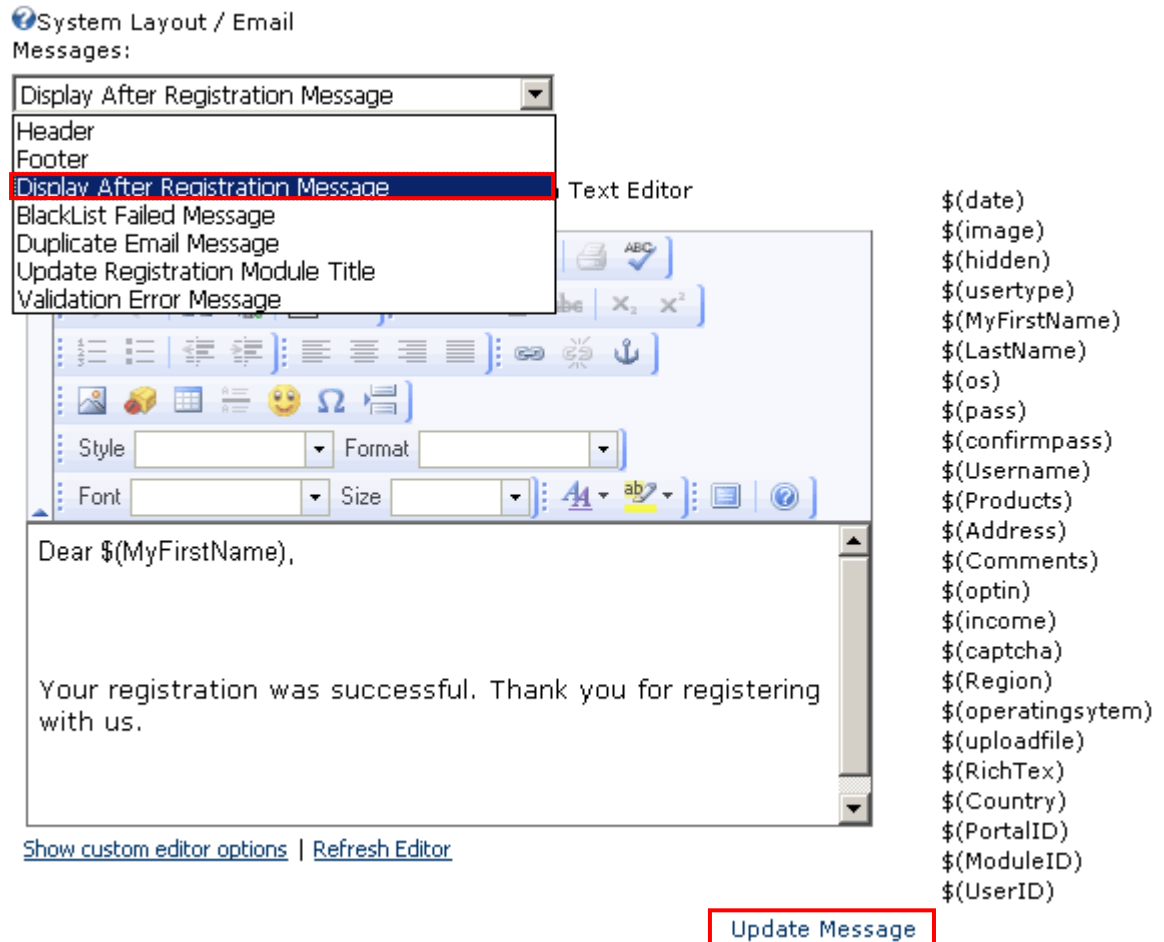 System Layout / Email
Messages:
Display After Registration Message
Header
Footer
Display After Registration Message
BlackList Failed Message
Duplicate Email Message
Update Registration Module Title
Validation Error Message
Text Editor
ABC
abc X₂ X²
Style Format
Font Size
Dear $(MyFirstName),
Your registration was successful. Thank you for registering
with us.
Show custom editor options | Refresh Editor
$(date)
$(image)
$(hidden)
$(usertype)
$(MyFirstName)
$(LastName)
$(os)
$(pass)
$(confirmpass)
$(Username)
$(Products)
$(Address)
$(Comments)
$(optin)
$(income)
$(captcha)
$(Region)
$(operatingsytem)
$(uploadfile)
$(RichTex)
$(Country)
$(PortalID)
$(ModuleID)
$(UserID)
Update Message